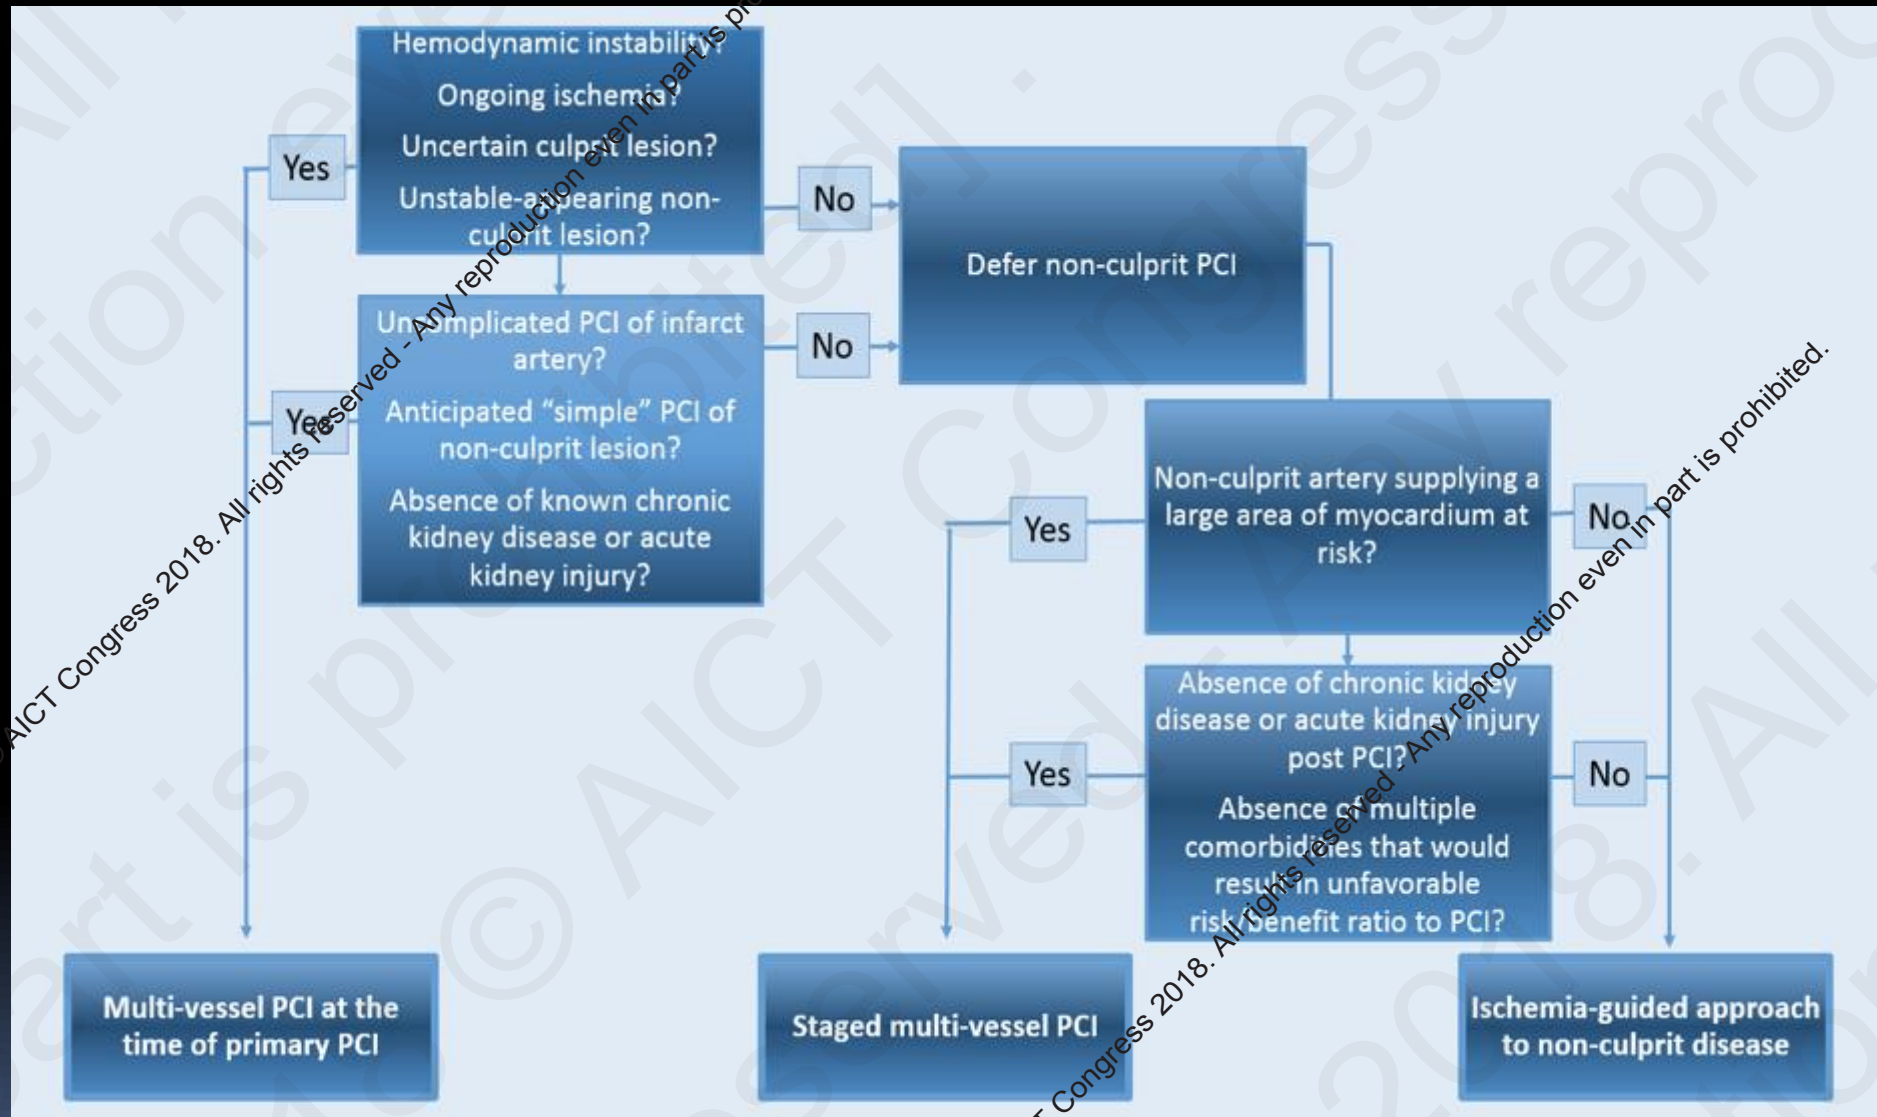 Hemodynamic instability?
Ongoing ischemia?
Uncertain culprit lesion?
Unstable-appearing non-
culprit lesion?
Yes
No
Defer non-culprit PCI
Uncomplicated PCI of infarct
artery?
Anticipated “simple” PCI of
non-culprit lesion?
Absence of known chronic
kidney disease or acute
kidney injury?
Yes
No
Non-culprit artery supplying a
large area of myocardium at
risk?
Yes
No
Absence of chronic kidney
disease or acute kidney injury
post PCI?
Absence of multiple
comorbidities that would
result in unfavorable
risk/benefit ratio to PCI?
Yes
No
Multi-vessel PCI at the
time of primary PCI
Staged multi-vessel PCI
Ischemia-guided approach
to non-culprit disease
AICT Congress 2018. All rights reserved - Any reproduction even in part is
Congress 2018. All rights reserved - Any reproduction even in part is prohibited.
© AICT Congress